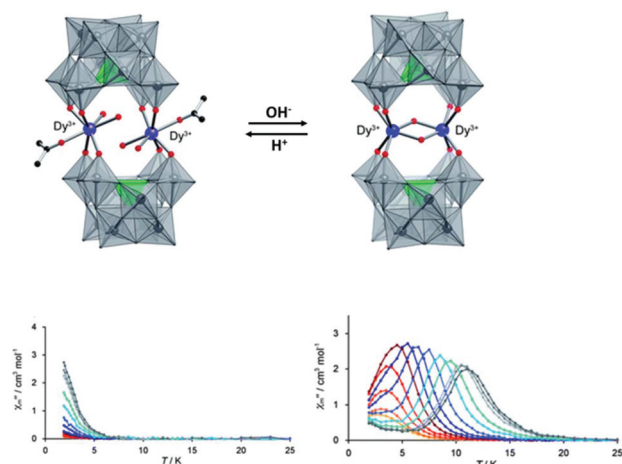 Dy³⁺
Dy³⁺
OH⁻
H⁺
Dy³⁺
Dy³⁺
χₘ'' / cm³ mol⁻¹
4
3
2
1
0
0 5 10 15 20 25
T / K
χₘ'' / cm³ mol⁻¹
3
2
1
0
0 5 10 15 20 25
T / K